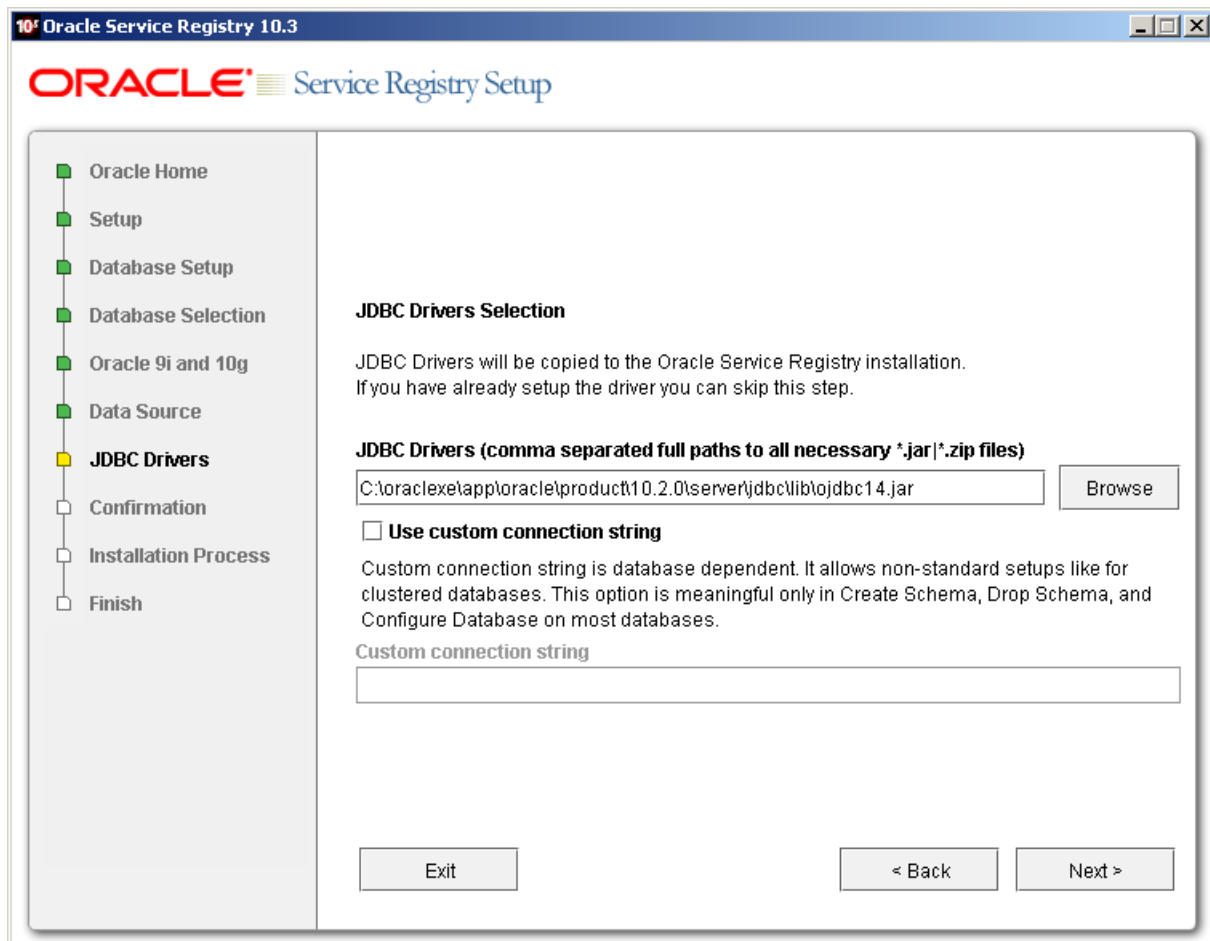 Oracle Service Registry 10.3
ORACLE Service Registry Setup
Oracle Home
Setup
Database Setup
Database Selection
Oracle 9i and 10g
Data Source
JDBC Drivers
Confirmation
Installation Process
Finish
JDBC Drivers Selection
JDBC Drivers will be copied to the Oracle Service Registry installation.
If you have already setup the driver you can skip this step.
JDBC Drivers (comma separated full paths to all necessary *.jar|*.zip files)
C:\oraclexe\app\oracle\product\10.2.0\server\jdbc\lib\ojdbc14.jar
Browse
Use custom connection string
Custom connection string is database dependent. It allows non-standard setups like for
clustered databases. This option is meaningful only in Create Schema, Drop Schema, and
Configure Database on most databases.
Custom connection string
Exit
< Back
Next >